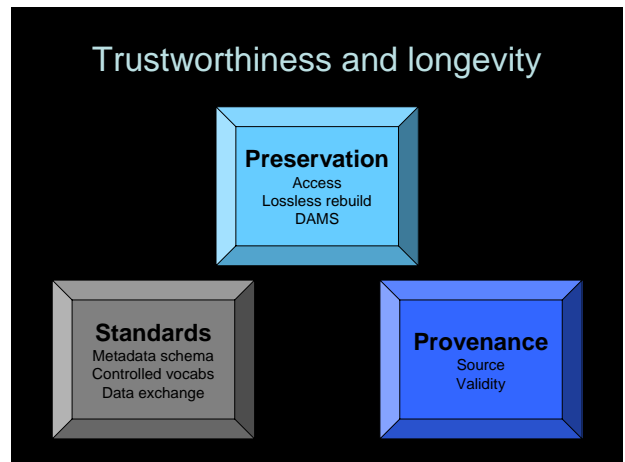 Trustworthiness and longevity
Preservation
Access
Lossless rebuild
DAMS
Standards
Metadata schema
Controlled vocabs
Data exchange
Provenance
Source
Validity